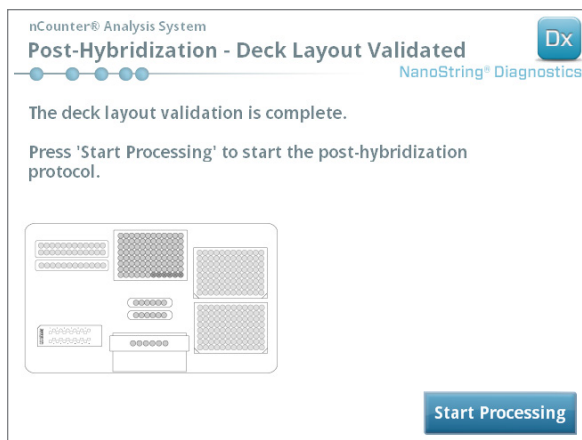 nCounter® Analysis System
Post-Hybridization - Deck Layout Validated
Dx
NanoString® Diagnostics
The deck layout validation is complete.
Press 'Start Processing' to start the post-hybridization
protocol.
Start Processing